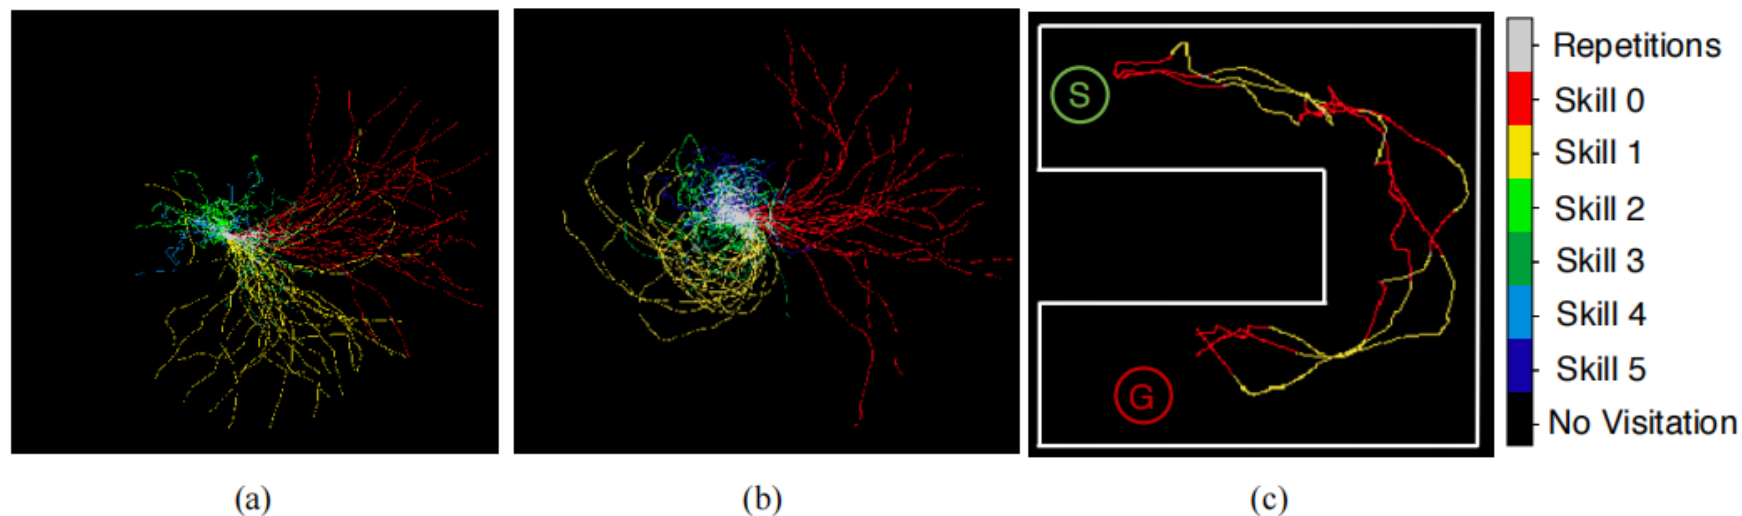 S
G
Repetitions
Skill 0
Skill 1
Skill 2
Skill 3
Skill 4
Skill 5
No Visitation
(a)
(b)
(c)